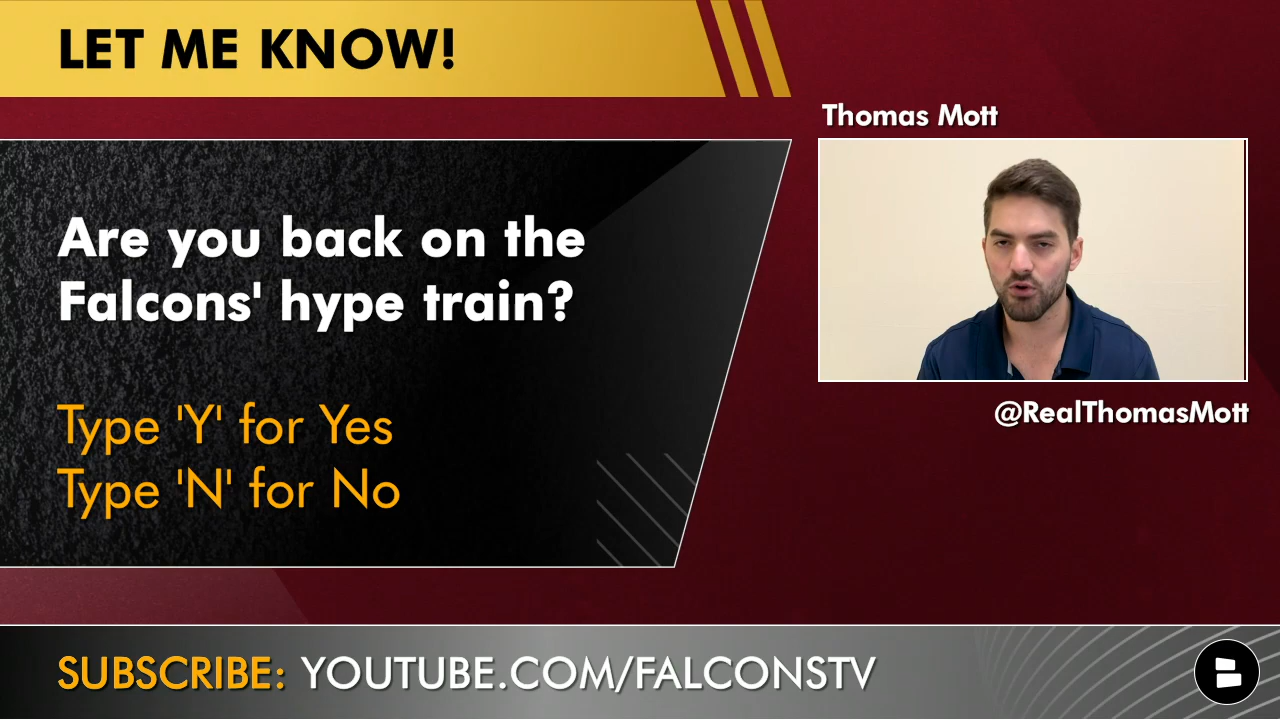 LET ME KNOW!
Thomas Mott
Are you back on the
Falcons' hype train?
Type 'Y' for Yes
Type 'N' for No
@RealThomasMott
SUBSCRIBE: YOUTUBE.COM/FALCONSTV